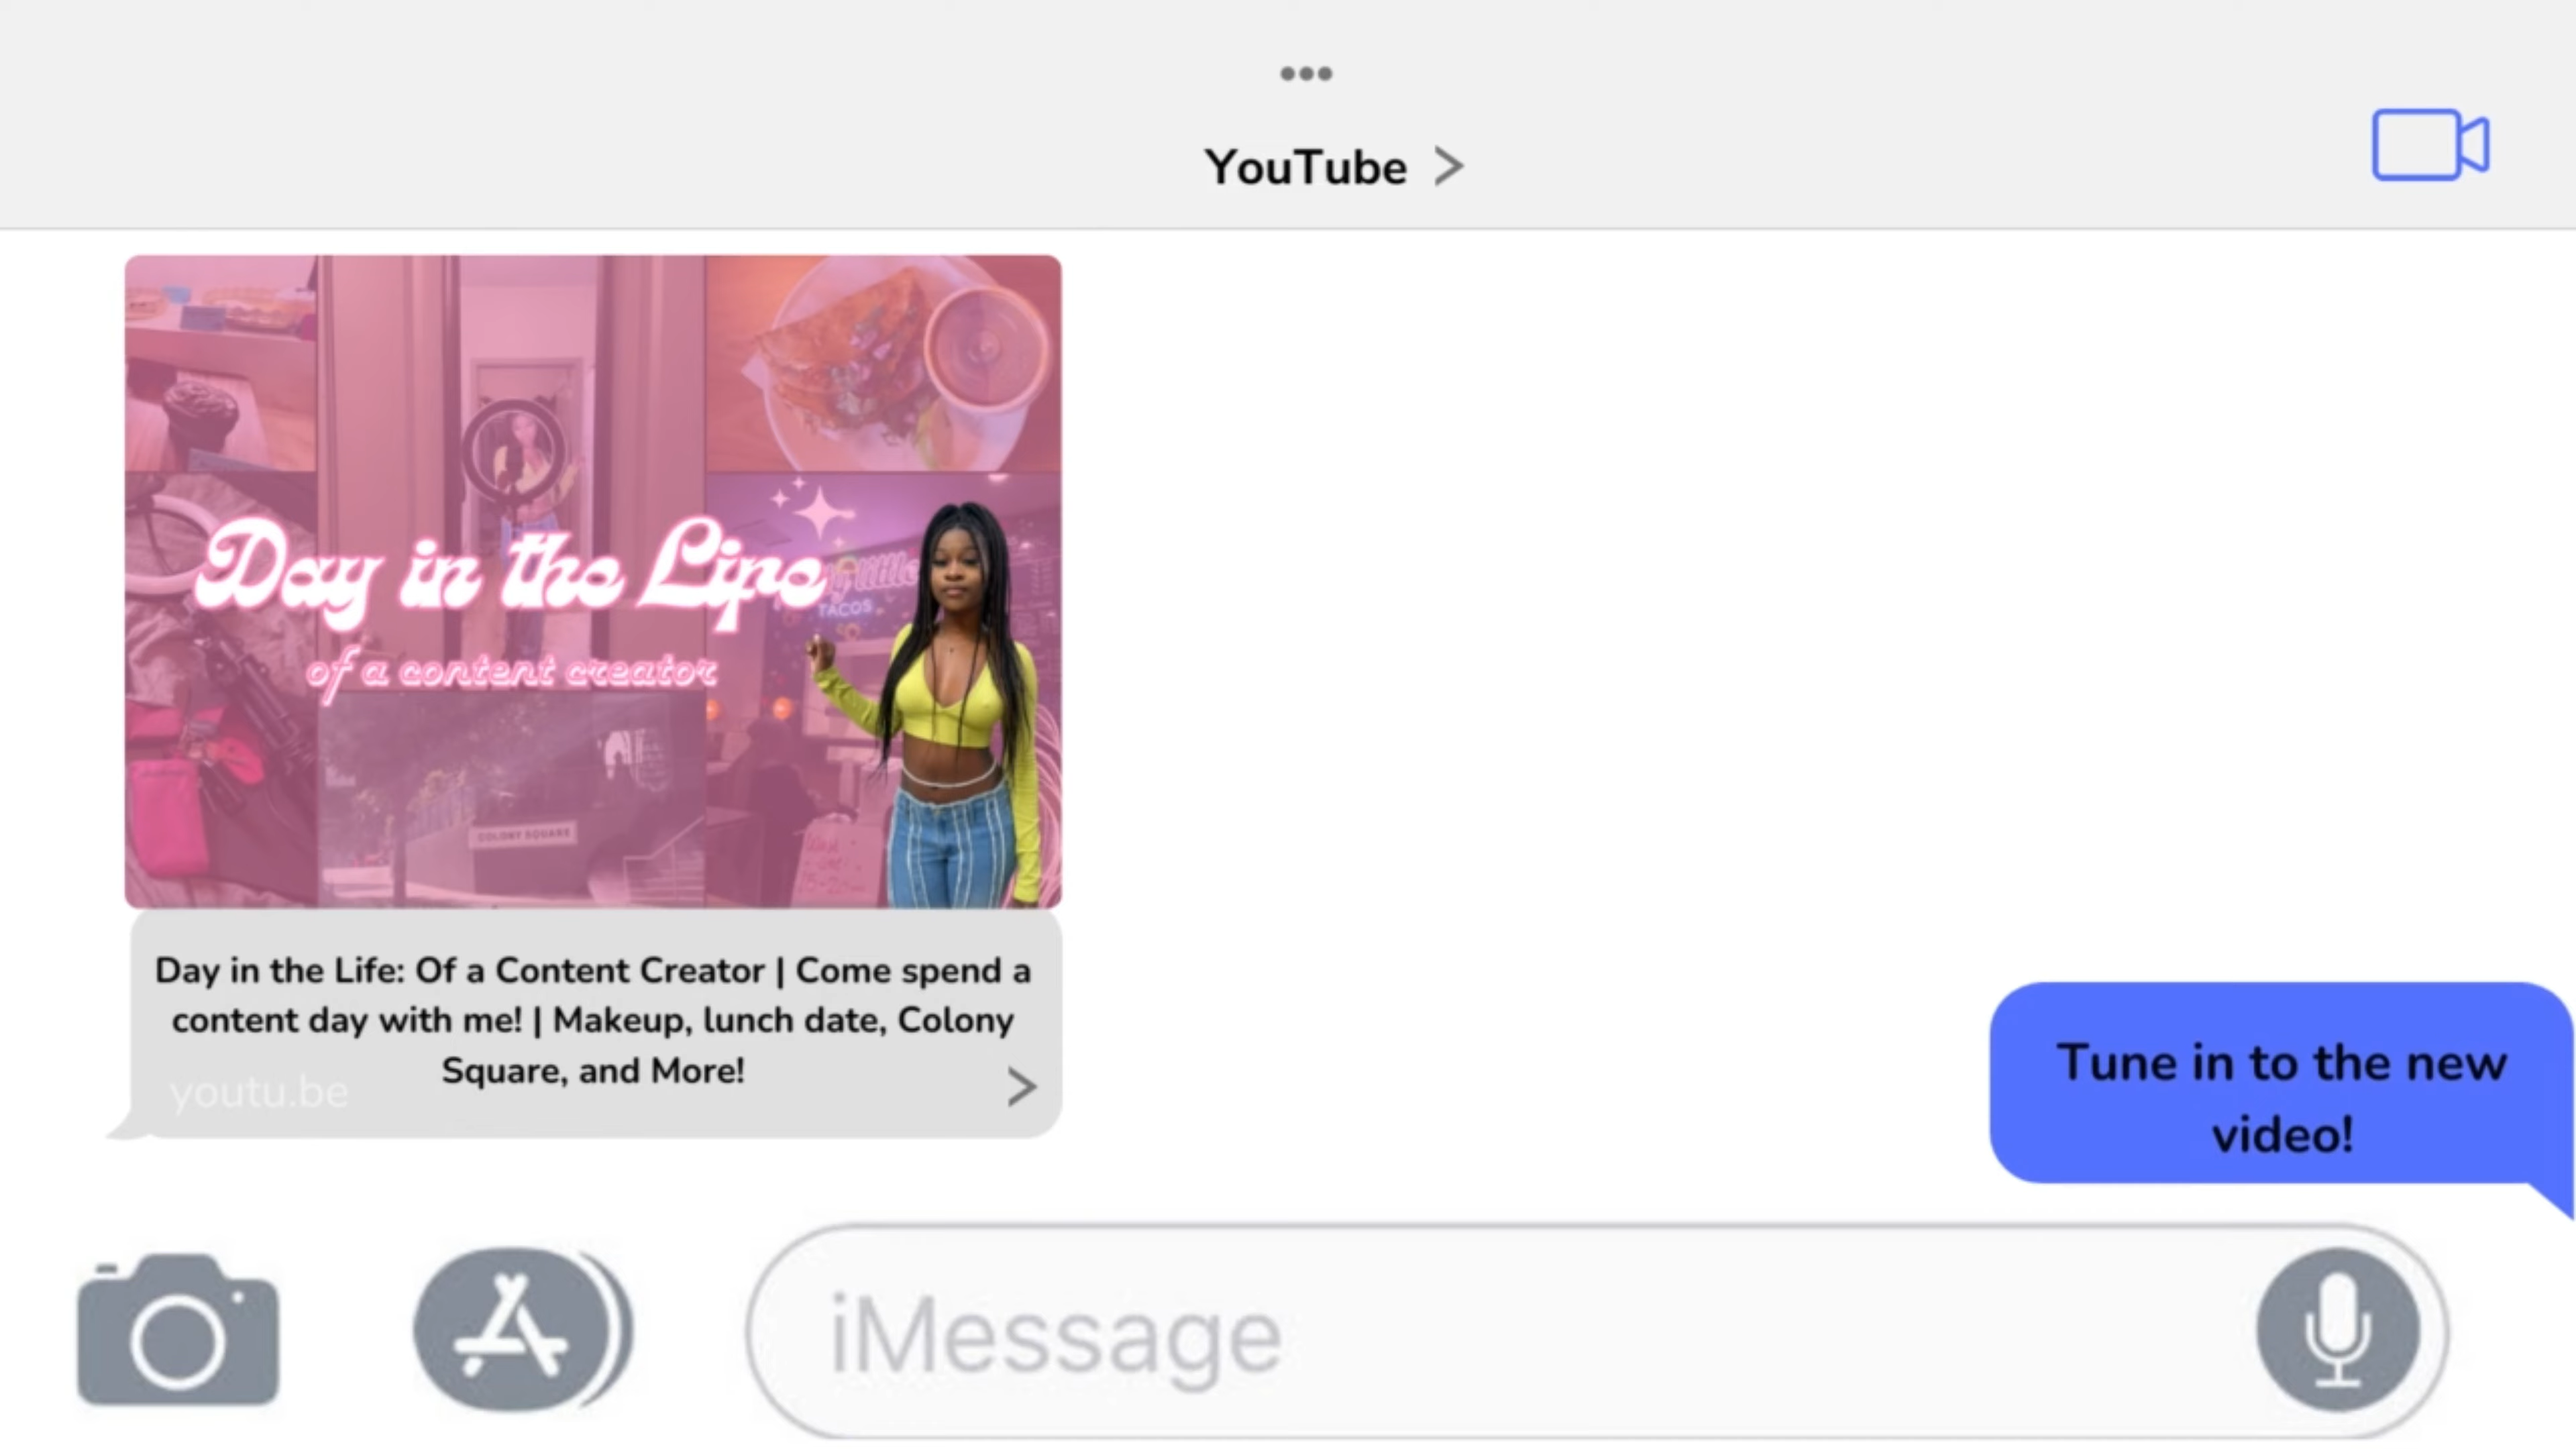 YouTube >
Day in the Life
of a content creator
little
TACOS
COLONY SQUARE
Day in the Life: Of a Content Creator | Come spend a
content day with me! | Makeup, lunch date, Colony
Square, and More!
youtu.be
>
Tune in to the new
video!
iMessage